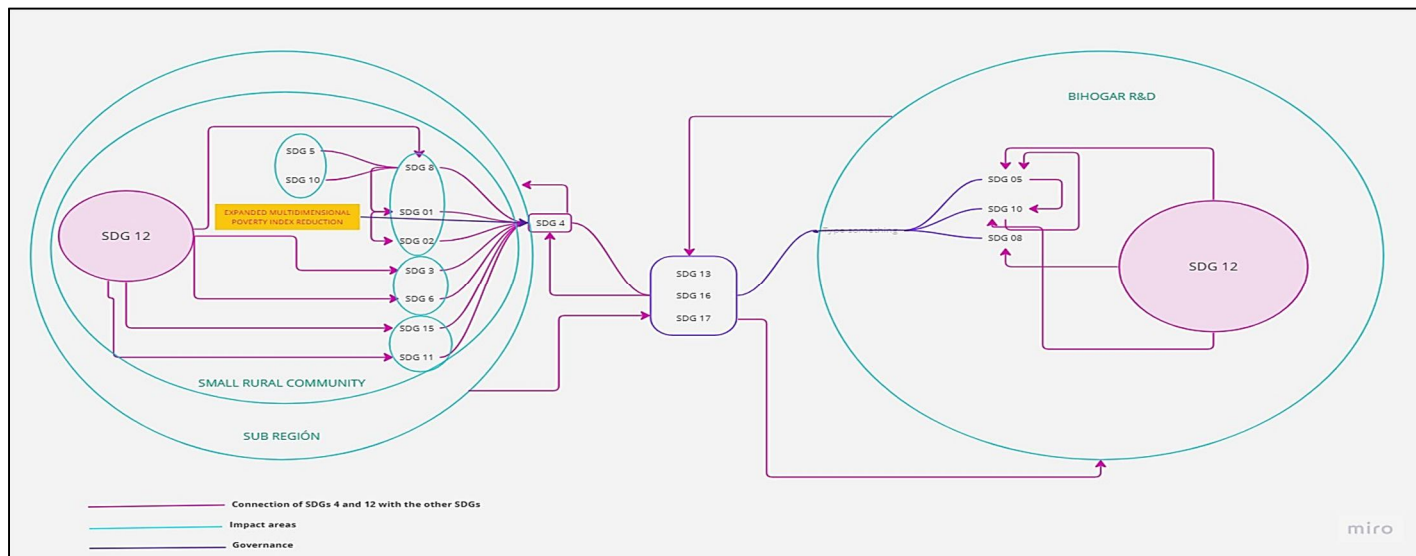 BIHOGAR R&D
SDG 5
SDG 10
SDG 8
EXPANDED MULTIDIMENSIONAL
POVERTY INDEX REDUCTION
SDG 01
SDG 02
SDG 12
SDG 3
SDG 6
SDG 15
SDG 11
SMALL RURAL COMMUNITY
SUB REGIÓN
SDG 4
SDG 13
SDG 16
SDG 17
SDG 05
SDG 10
SDG 08
SDG 12
Connection of SDGs 4 and 12 with the other SDGs
Impact areas
Governance
miro